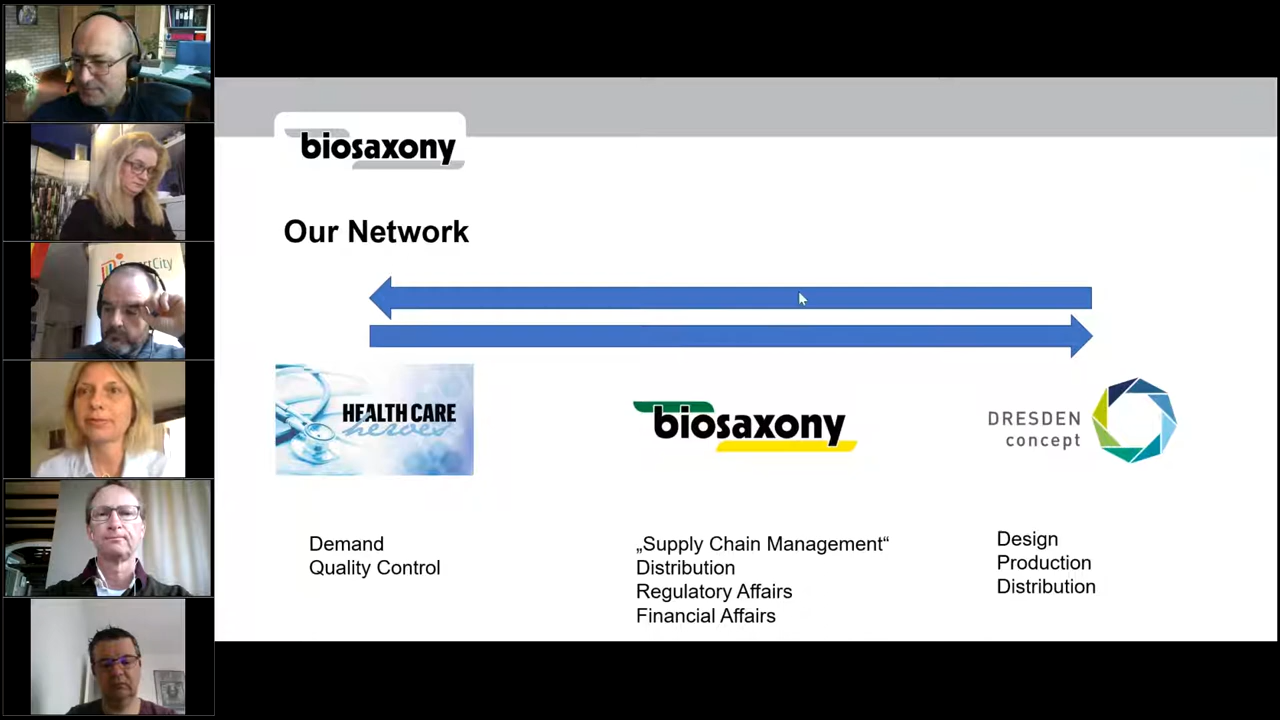 biosaxony
Our Network
HEALTH CARE
heroes
biosaxony
DRESDEN
concept
Demand
Quality Control
„Supply Chain Management“
Distribution
Regulatory Affairs
Financial Affairs
Design
Production
Distribution